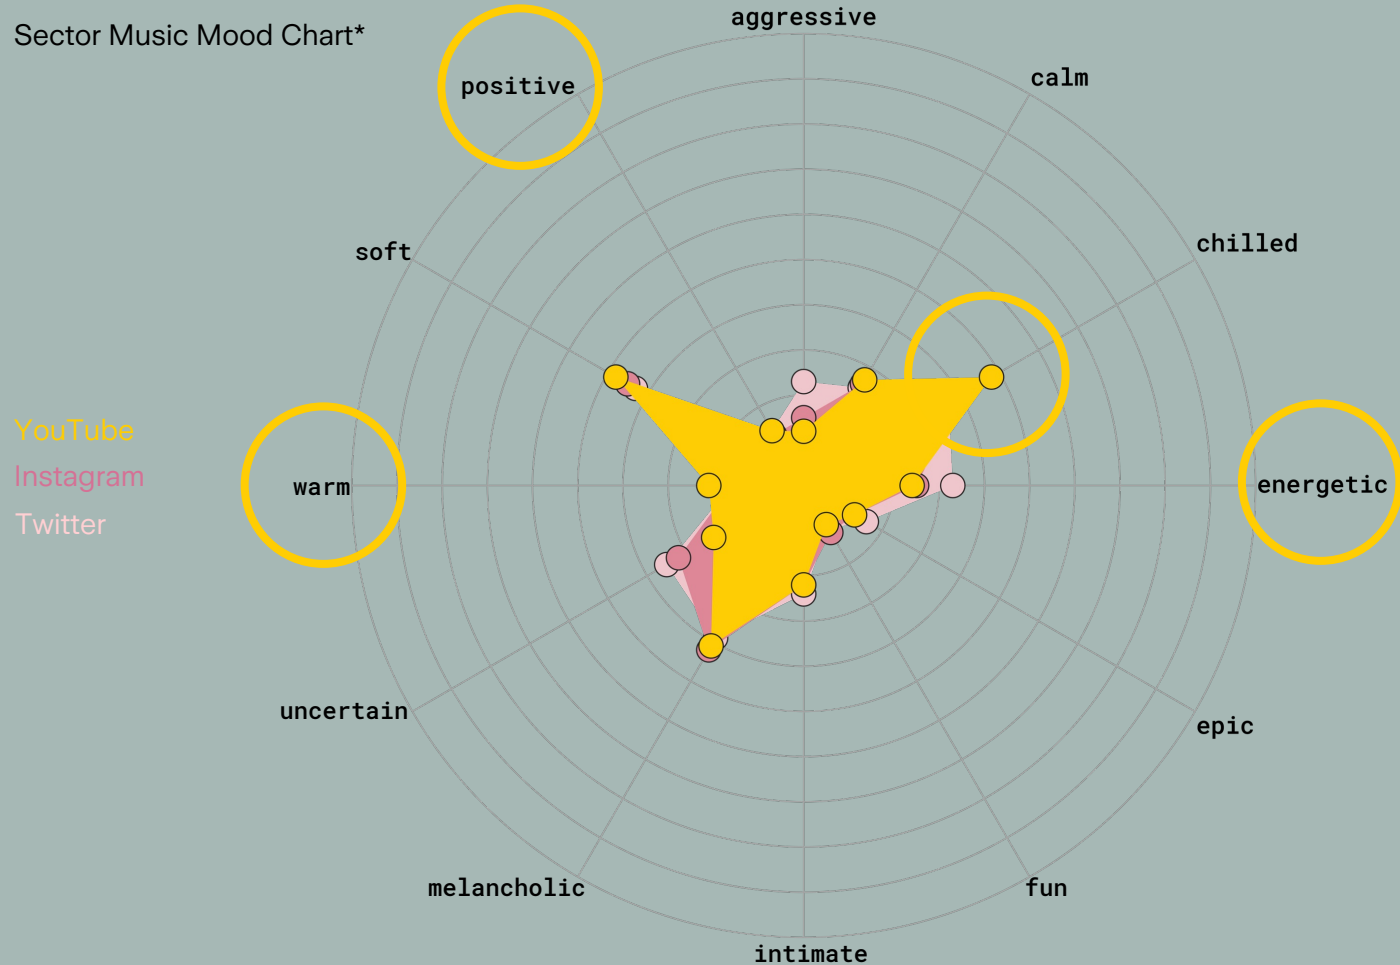 Sector Music Mood Chart*
aggressive
positive
calm
soft
chilled
YouTube
Instagram
Twitter
warm
energetic
uncertain
epic
melancholic
fun
intimate